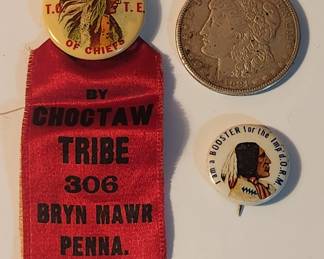 T.O. T.E.
OF CHIEFS
BY
CHOCTAW
TRIBE
306
BRYN MAWR
PENNA.
I am a BOOSTER for the Imp'd O.R.M.